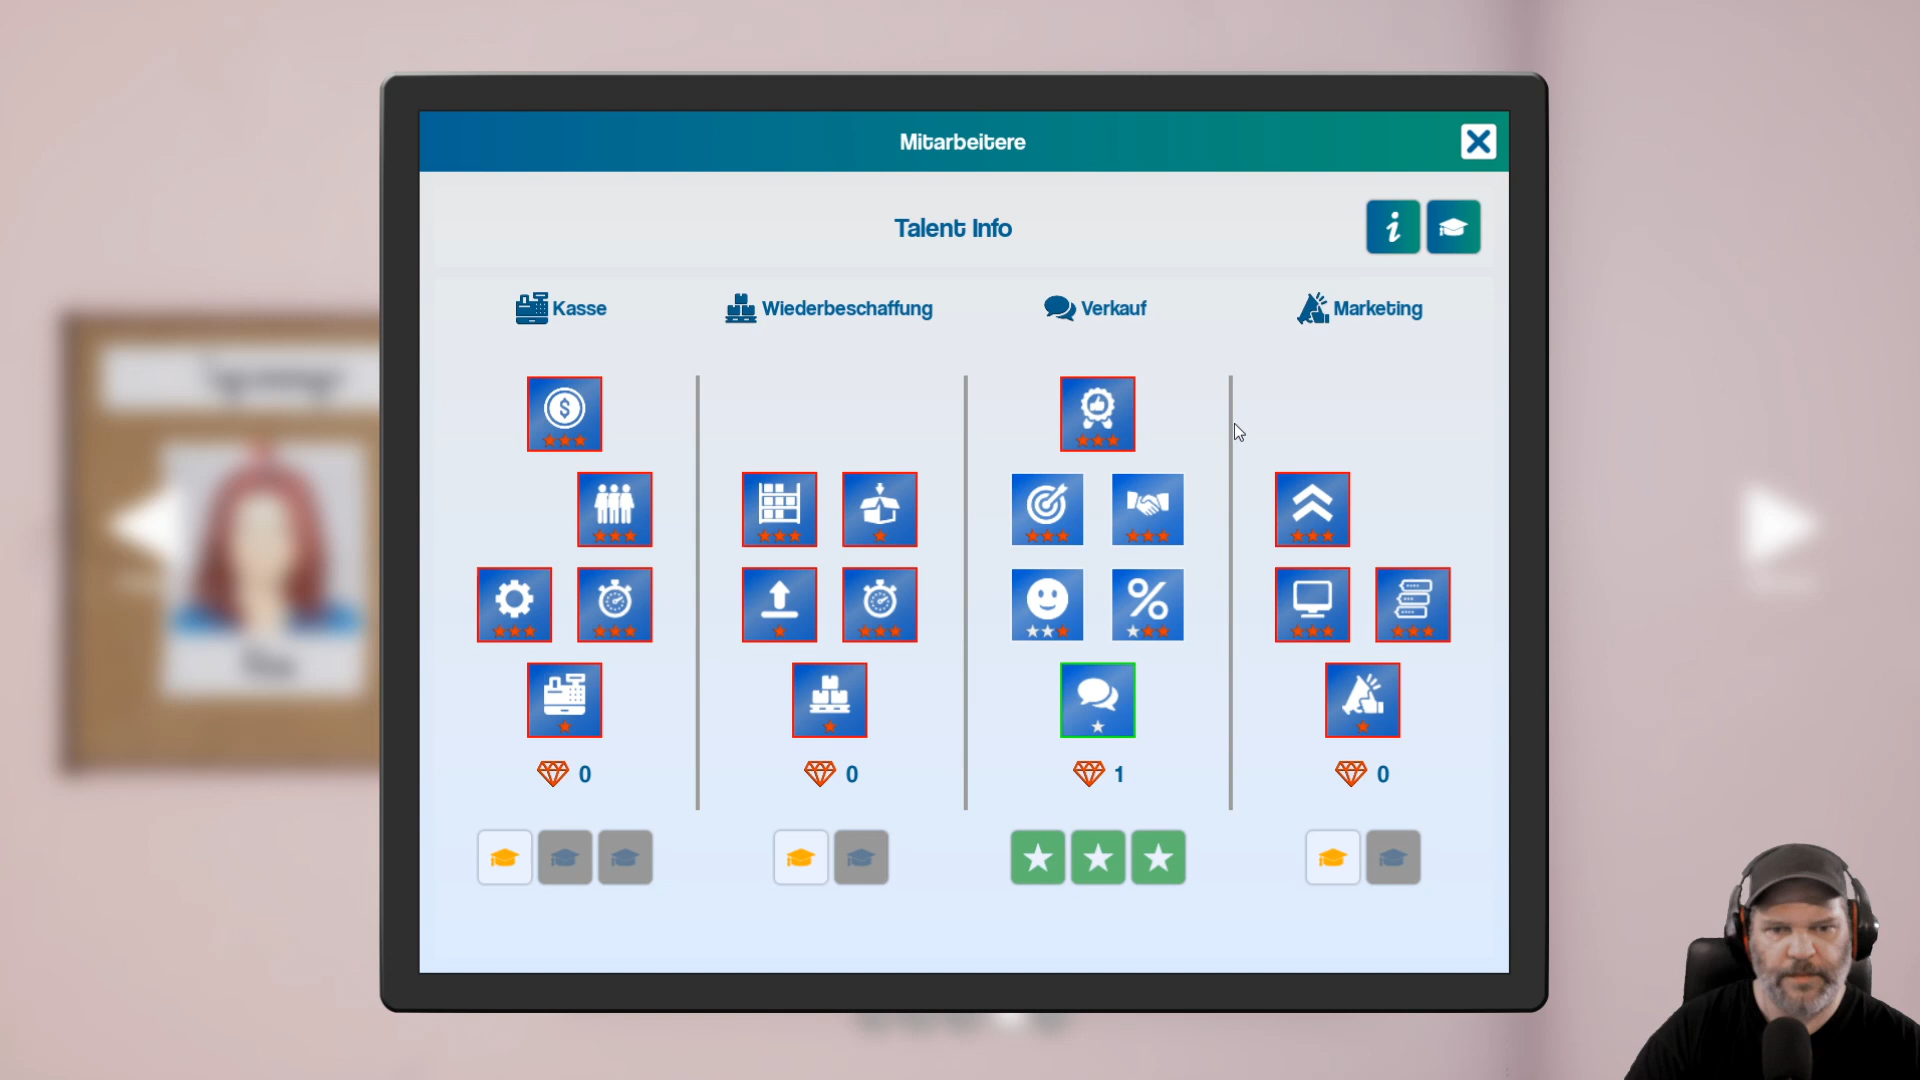 Mitarbeitere
Talent Info
Kasse
Wiederbeschaffung
Verkauf
Marketing
0
0
1
0